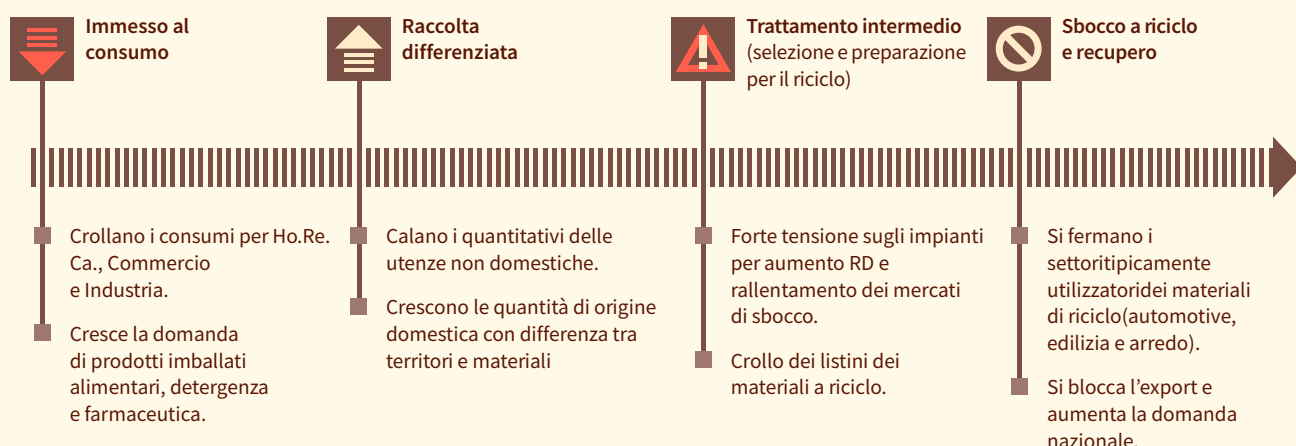 Immesso al
consumo
Crollano i consumi per Ho.Re.
Ca., Commercio
e Industria.
Cresce la domanda
di prodotti imballati
alimentari, detergenza
e farmaceutica.
Raccolta
differenziata
Calano i quantitativi delle
utenze non domestiche.
Crescono le quantità di origine
domestica con differenza tra
territori e materiali
Trattamento intermedio
(selezione e preparazione
per il riciclo)
Forte tensione sugli impianti
per aumento RD e
rallentamento dei mercati
di sbocco.
Crollo dei listini dei
materiali a riciclo.
Sbocco a riciclo
e recupero
Si fermano i
settoritipicamente
utilizzatoridei materiali
di riciclo(automotive,
edilizia e arredo).
Si blocca l'export e
aumenta la domanda
nazionale.